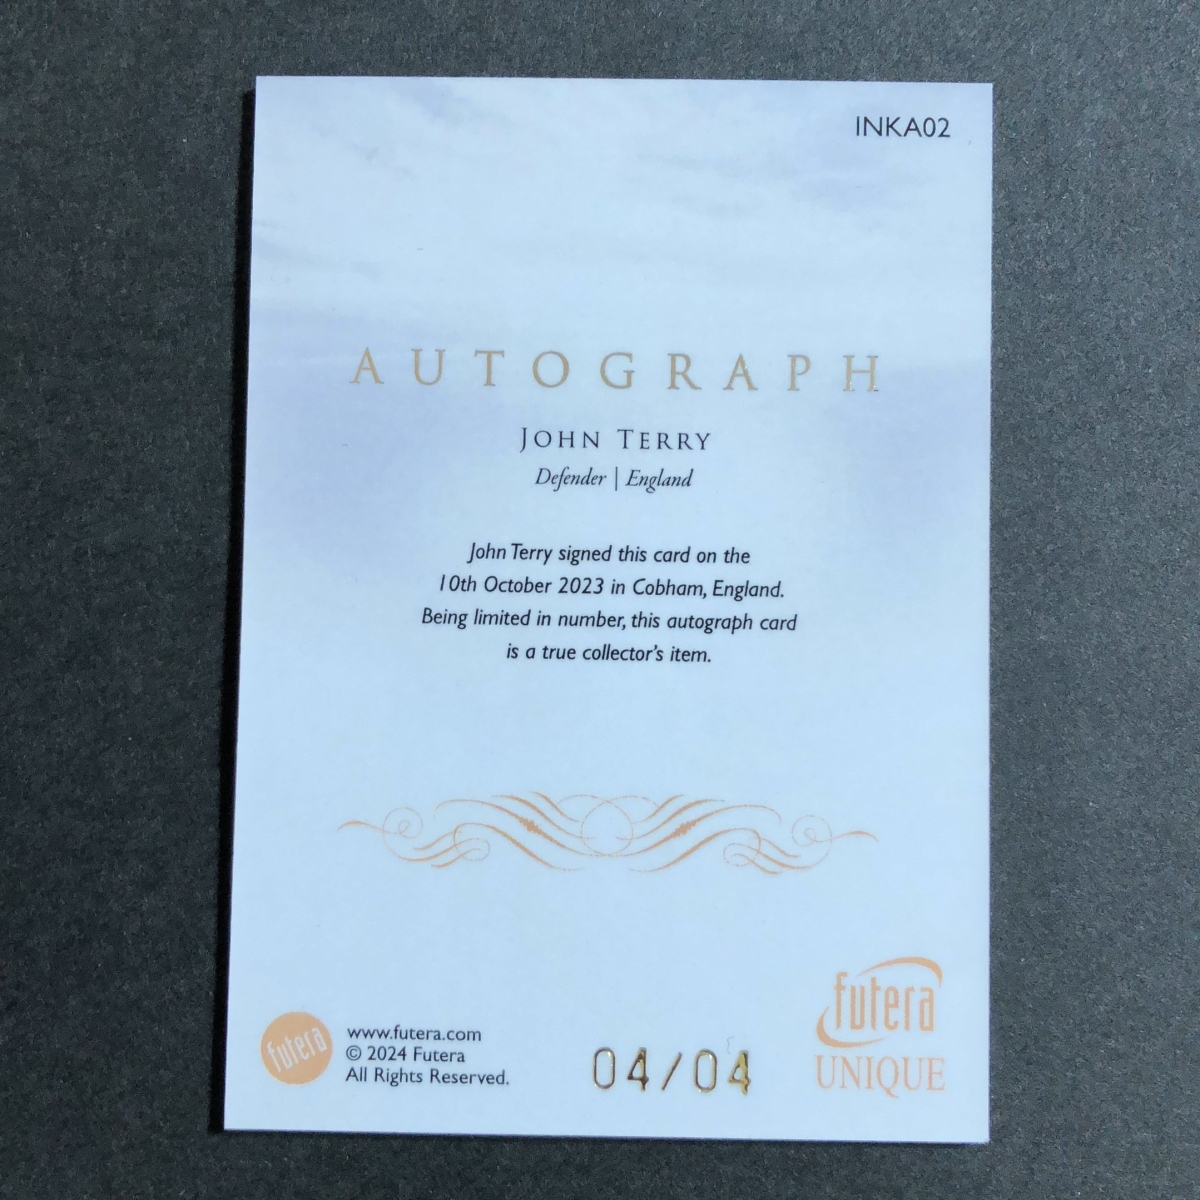 INKA02
AUTOGRAPH
JOHN TERRY
Defender | England
John Terry signed this card on the
10th October 2023 in Cobham, England.
Being limited in number, this autograph card
is a true collector's item.
futera
www.futera.com
© 2024 Futera
All Rights Reserved.
04/04
futera
UNIQUE